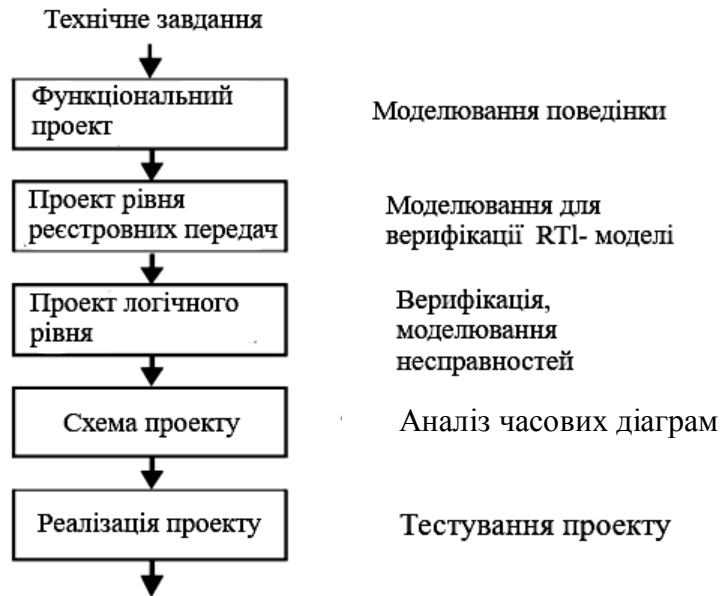 Технічне завдання
Функціональний
проект
Моделювання поведінки
Проект рівня
реєстровних передач
Моделювання для
верифікації RTl- моделі
Проект логічного
рівня
Верифікація,
моделювання
несправностей
Схема проекту
Аналіз часових діаграм
Реалізація проекту
Тестування проекту